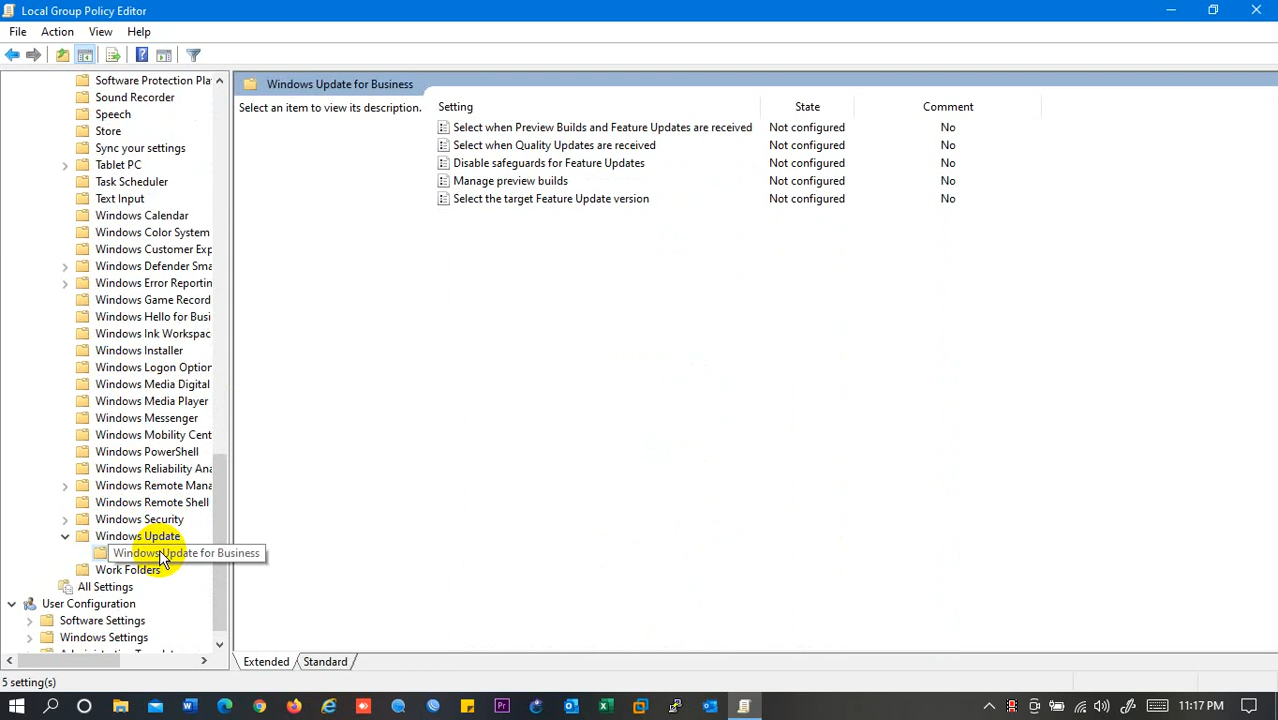 Local Group Policy Editor
File Action View Help
Software Protection Pla
Sound Recorder
Speech
Store
Sync your settings
Tablet PC
Task Scheduler
Text Input
Windows Calendar
Windows Color System
Windows Customer Exp
Windows Defender Sma
Windows Error Reportin
Windows Game Record
Windows Hello for Busi
Windows Ink Workspac
Windows Installer
Windows Logon Option
Windows Media Digital
Windows Media Player
Windows Messenger
Windows Mobility Cent
Windows PowerShell
Windows Reliability Ana
Windows Remote Mana
Windows Remote Shell
Windows Security
Windows Update
Windows Update for Business
Work Folders
All Settings
User Configuration
Software Settings
Windows Settings
Windows Update for Business
Select an item to view its description.
Setting State Comment
Select when Preview Builds and Feature Updates are received Not configured No
Select when Quality Updates are received Not configured No
Disable safeguards for Feature Updates Not configured No
Manage preview builds Not configured No
Select the target Feature Update version Not configured No
Extended Standard
5 setting(s)
11:17 PM